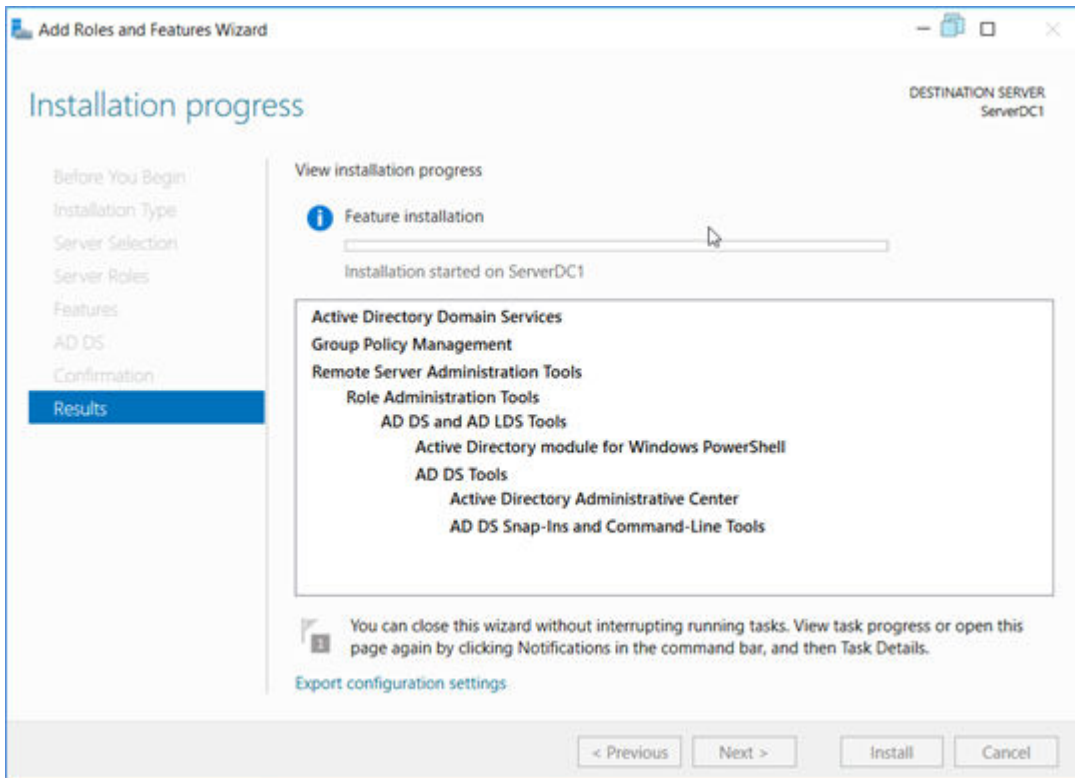 Add Roles and Features Wizard
Installation progress
DESTINATION SERVER
ServerDC1
Before You Begin
Installation Type
Server Selection
Server Roles
Features
AD DS
Confirmation
Results
View installation progress
Feature installation
Installation started on ServerDC1
Active Directory Domain Services
Group Policy Management
Remote Server Administration Tools
Role Administration Tools
AD DS and AD LDS Tools
Active Directory module for Windows PowerShell
AD DS Tools
Active Directory Administrative Center
AD DS Snap-Ins and Command-Line Tools
1
You can close this wizard without interrupting running tasks. View task progress or open this
page again by clicking Notifications in the command bar, and then Task Details.
Export configuration settings
< Previous
Next >
Install
Cancel